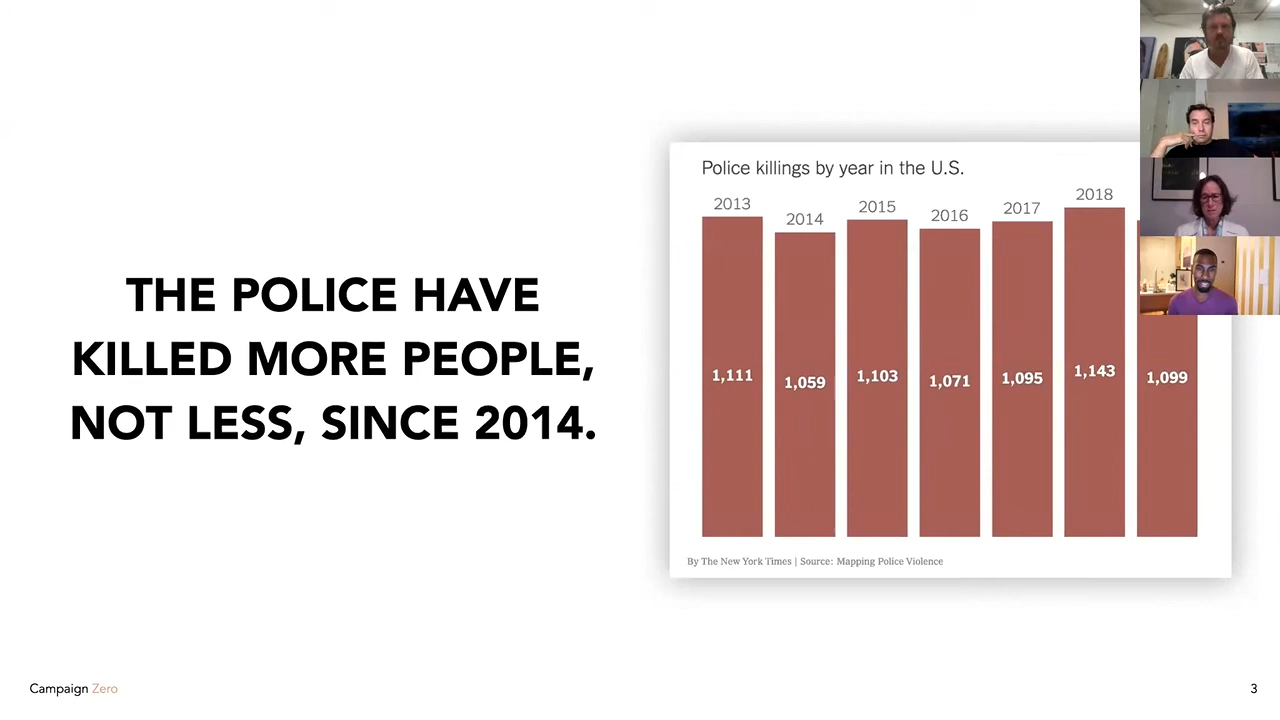 THE POLICE HAVE
KILLED MORE PEOPLE,
NOT LESS, SINCE 2014.
Police killings by year in the U.S.
2013
2014
2015
2016
2017
2018
1,111
1,059
1,103
1,071
1,095
1,143
1,099
By The New York Times | Source: Mapping Police Violence
Campaign Zero
3